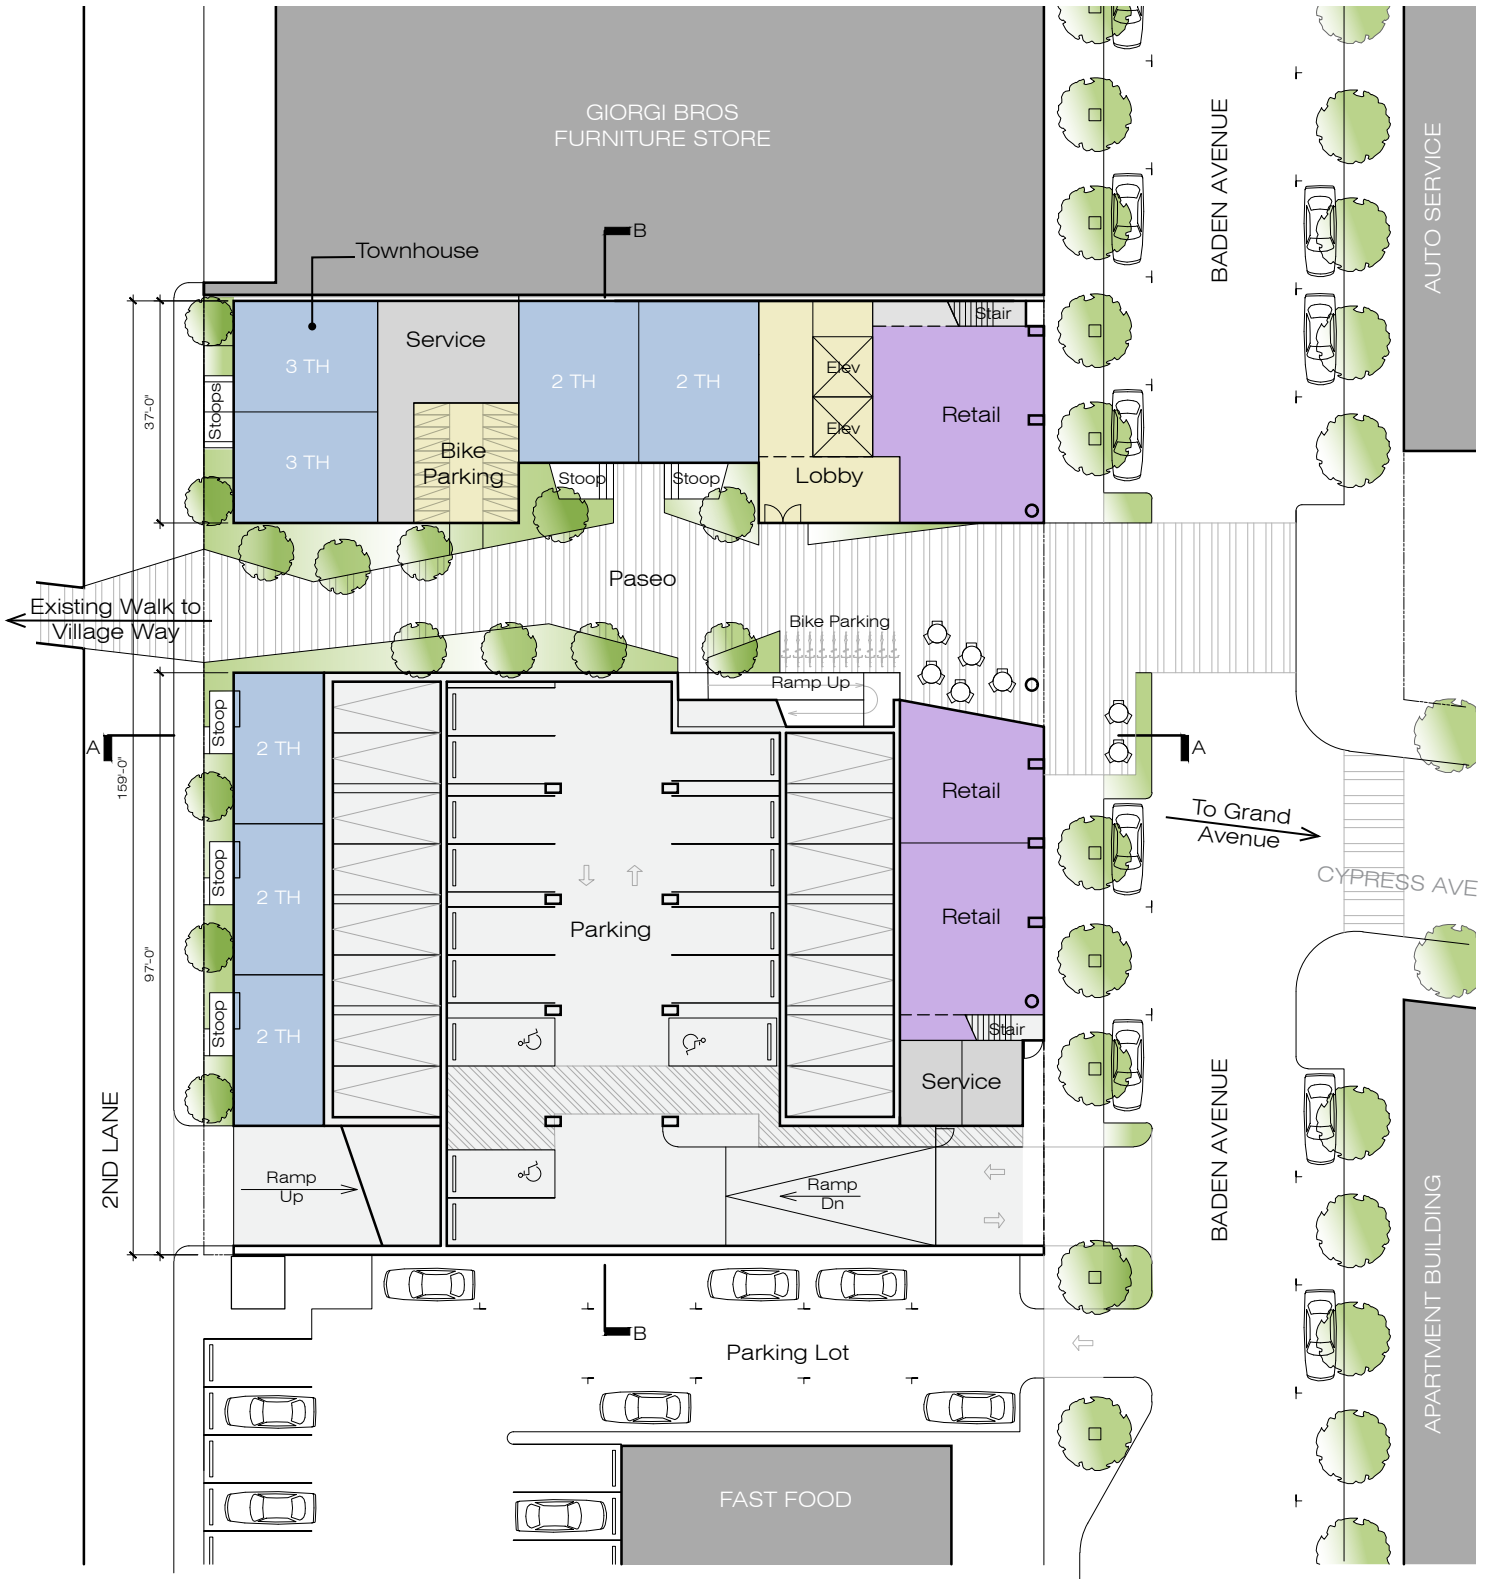 GIORGI BROS
FURNITURE STORE
BADEN AVENUE
AUTO SERVICE
B
Townhouse
Stair
Service
3 TH
2 TH
2 TH
Elev
Elev
Retail
Stoops
37'-0"
3 TH
Bike
Parking
Stoop
Stoop
Lobby
Paseo
Existing Walk to
Village Way
Bike Parking
Ramp Up
Stoop
2 TH
A
A
159'-0"
Retail
To Grand
Avenue
CYPRESS AVE
Stoop
2 TH
Parking
Retail
97'-0"
Stoop
2 TH
Stair
Service
2ND LANE
BADEN AVENUE
Ramp
Up
Ramp
Dn
APARTMENT BUILDING
B
Parking Lot
FAST FOOD